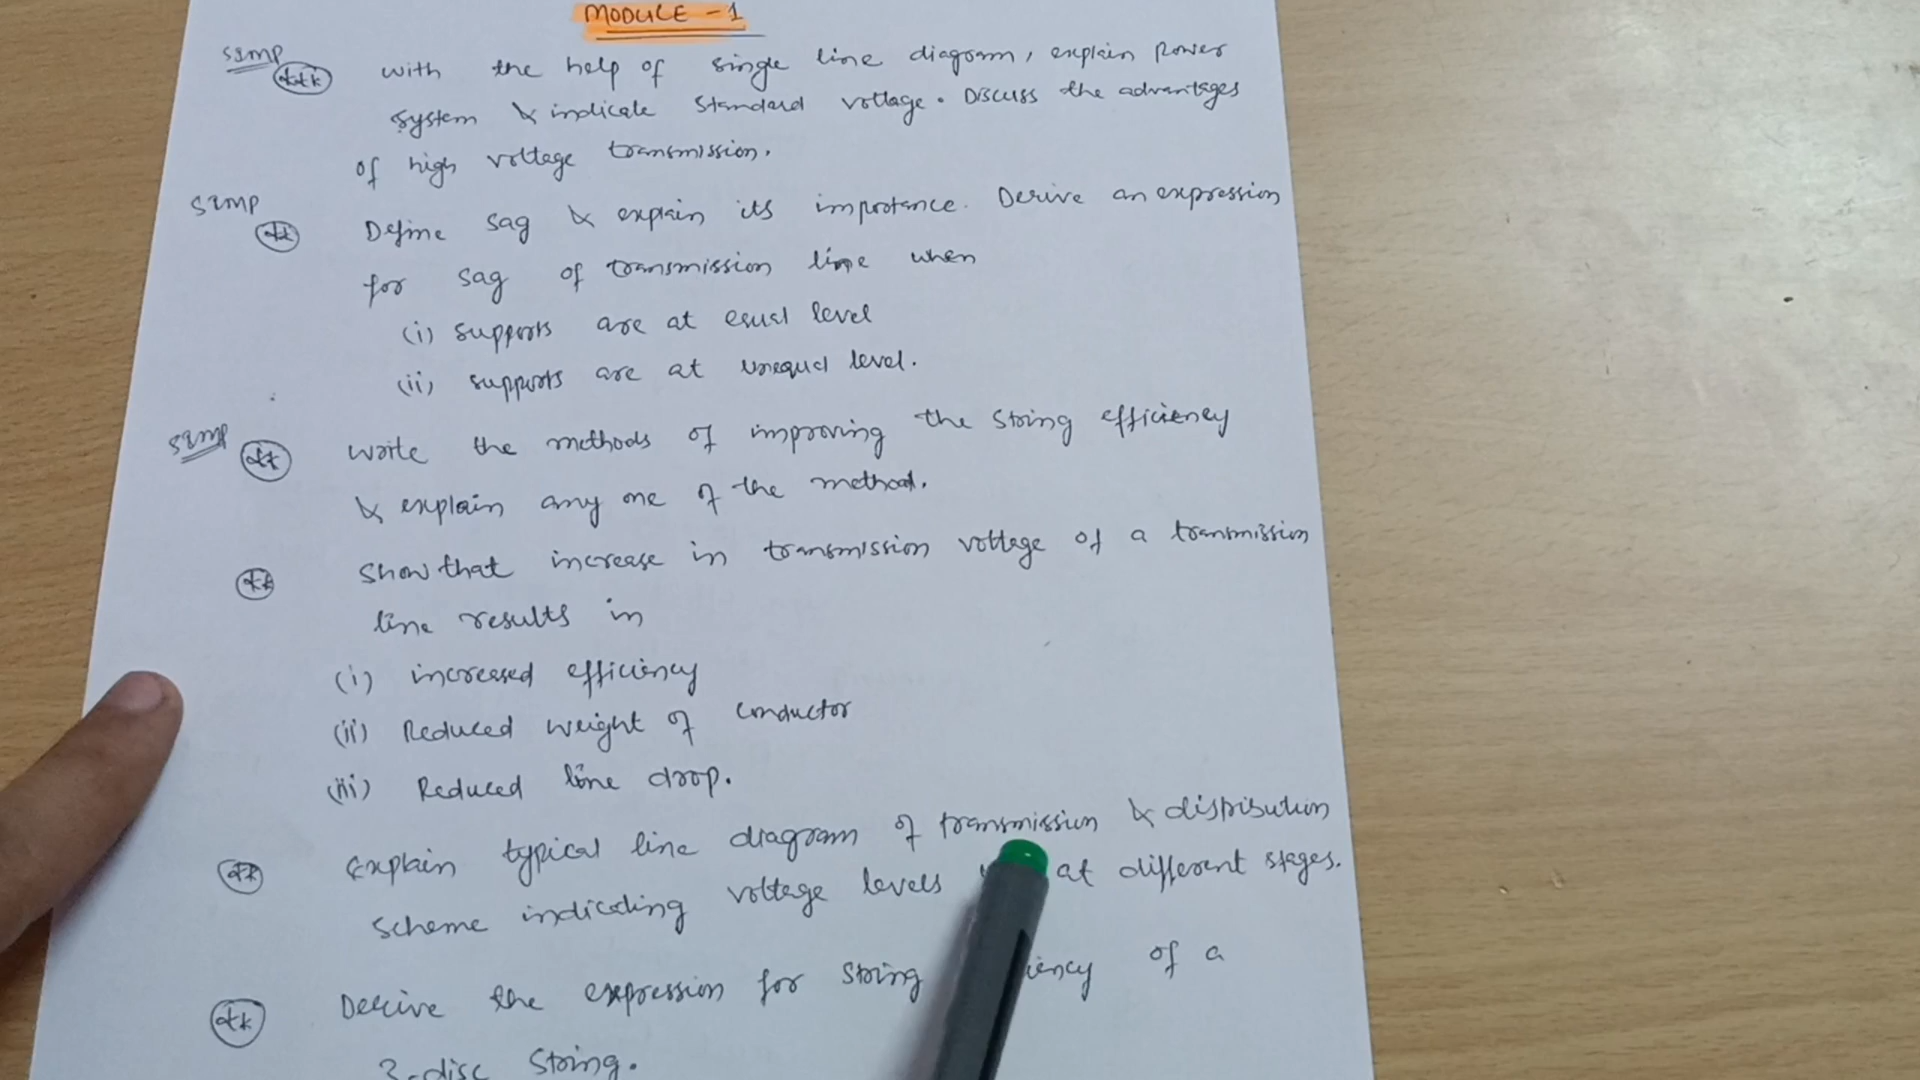 MODULE - 1
SIMP
*** With the help of single line diagram, explain Power
system & indicate standard voltage. Discuss the advantages
of high voltage transmission.
SIMP
** Define sag & explain its importance. Derive an expression
for sag of transmission line when
(i) supports are at equal level
(ii) supports are at unequal level.
SIMP
** Write the methods of improving the string efficiency
& explain any one of the method.
** Show that increase in transmission voltage of a transmission
line results in
(i) increased efficiency
(ii) Reduced weight of conductor
(iii) Reduced line drop.
** Explain typical line diagram of transmission & distribution
scheme indicating voltage levels at different stages.
** Derive the expression for string of a
3-disc string.